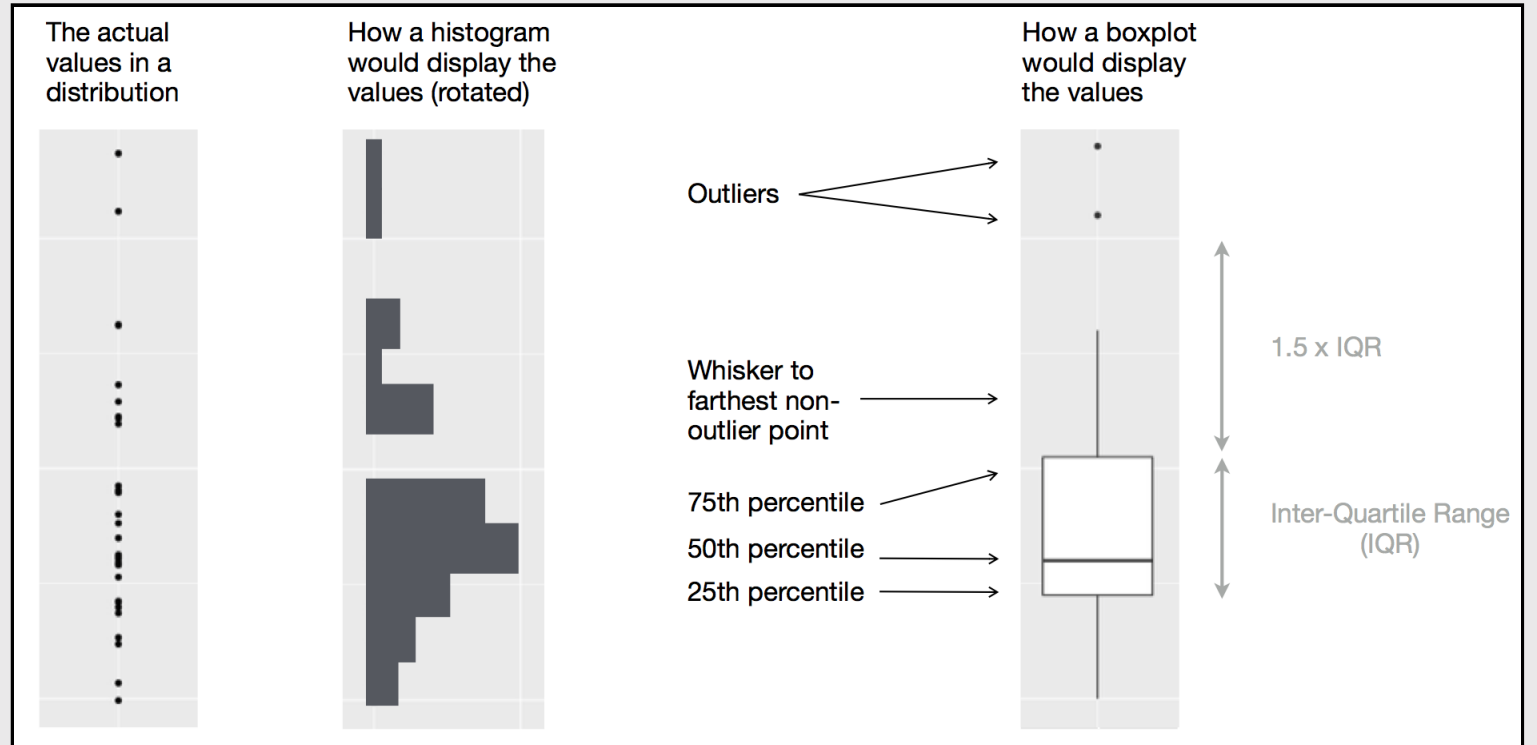 The actual
values in a
distribution
How a histogram
would display the
values (rotated)
How a boxplot
would display
the values
Outliers
Whisker to
farthest non-
outlier point
75th percentile
50th percentile
25th percentile
1.5 x IQR
Inter-Quartile Range
(IQR)